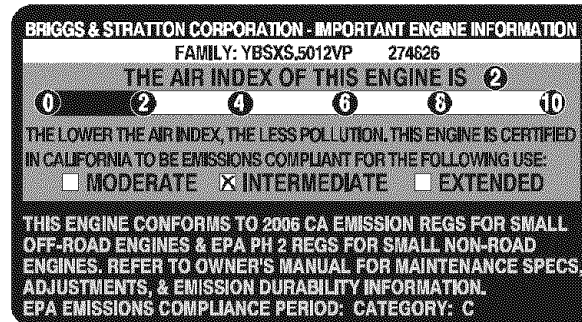 BRIGGS & STRATTON CORPORATION - IMPORTANT ENGINE INFORMATION
FAMILY: YBSXS.5012VP 274626
THE AIR INDEX OF THIS ENGINE IS 2
0 2 4 6 8 10
THE LOWER THE AIR INDEX, THE LESS POLLUTION. THIS ENGINE IS CERTIFIED
IN CALIFORNIA TO BE EMISSIONS COMPLIANT FOR THE FOLLOWING USE:
MODERATE INTERMEDIATE EXTENDED
THIS ENGINE CONFORMS TO 2006 CA EMISSION REGS FOR SMALL
OFF-ROAD ENGINES & EPA PH 2 REGS FOR SMALL NON-ROAD
ENGINES. REFER TO OWNER'S MANUAL FOR MAINTENANCE SPECS,
ADJUSTMENTS, & EMISSION DURABILITY INFORMATION.
EPA EMISSIONS COMPLIANCE PERIOD: CATEGORY: C